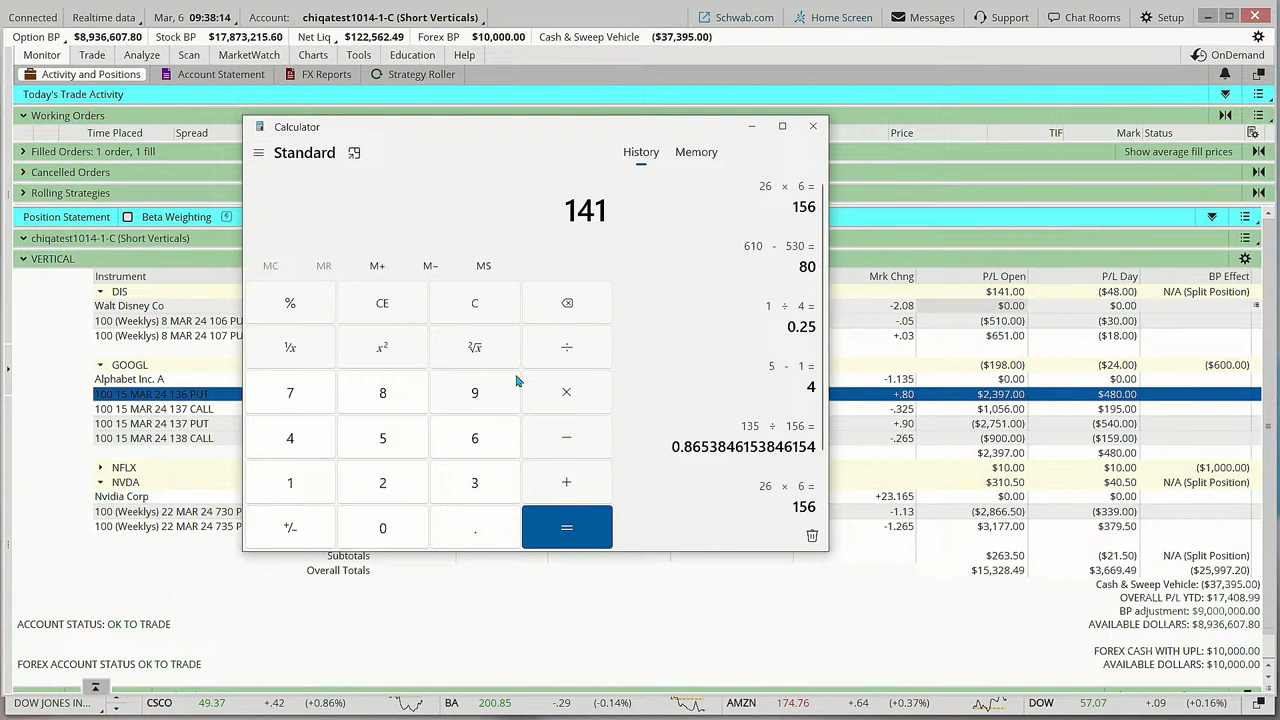 Connected Realtime data Mar, 6 09:38:14 Account: chiqatest1014-1-C (Short Verticals) Schwab.com Home Screen Messages Support Chat Rooms Setup
Option BP $8,936,607.80 Stock BP $17,873,215.60 Net Liq $122,562.49 Forex BP $10,000.00 Cash & Sweep Vehicle ($37,395.00)
Monitor Trade Analyze Scan MarketWatch Charts Tools Education Help OnDemand
Activity and Positions Account Statement FX Reports Strategy Roller
Today's Trade Activity
Working Orders
Time Placed Spread Price TIF Mark Status
Filled Orders: 1 order, 1 fill Show average fill prices
Cancelled Orders
Rolling Strategies
Position Statement Beta Weighting
chiqatest1014-1-C (Short Verticals)
VERTICAL
Instrument Mrk Chng P/L Open P/L Day BP Effect
DIS $141.00 ($48.00) N/A (Split Position)
Walt Disney Co -2.08 $0.00 $0.00
100 (Weeklys) 8 MAR 24 106 PU -.05 ($510.00) ($30.00)
100 (Weeklys) 8 MAR 24 107 PU +.03 $651.00 ($18.00)
GOOGL ($198.00) ($24.00) ($600.00)
Alphabet Inc. A -1.135 $0.00 $0.00
100 15 MAR 24 136 PUT +.80 $2,397.00 $480.00
100 15 MAR 24 137 CALL -.325 $1,056.00 $195.00
100 15 MAR 24 137 PUT +.90 ($2,751.00) ($540.00)
100 15 MAR 24 138 CALL -.265 ($900.00) ($159.00)
$2,397.00 $480.00
NFLX $10.00 $10.00 ($1,000.00)
NVDA $310.50 $40.50 N/A (Split Position)
Nvidia Corp +23.165 $0.00 $0.00
100 (Weeklys) 22 MAR 24 730 P -1.13 ($2,866.50) ($339.00)
100 (Weeklys) 22 MAR 24 735 P -1.265 $3,177.00 $379.50
Subtotals $263.50 ($21.50) N/A (Split Position)
Overall Totals $15,328.49 $3,669.49 ($25,997.20)
Cash & Sweep Vehicle: ($37,395.00)
OVERALL P/L YTD: $17,408.99
BP adjustment: $9,000,000.00
ACCOUNT STATUS: OK TO TRADE AVAILABLE DOLLARS: $8,936,607.80
FOREX CASH WITH UPL: $10,000.00
FOREX ACCOUNT STATUS OK TO TRADE AVAILABLE DOLLARS: $10,000.00
DOW JONES IN... CSCO 49.37 +.42 +0.86% BA 200.85 -0.14% AMZN 174.76 +.64 +0.37% DOW 57.07 +.09 +0.16%
Calculator
Standard
History Memory
141
MC MR M+ M− MS
% CE C
¹/x x² ²√x ÷
7 8 9 ×
4 5 6 −
1 2 3 +
+/− 0 . =
26 × 6 =
156
610 - 530 =
80
1 ÷ 4 =
0.25
5 - 1 =
4
135 ÷ 156 =
0.8653846153846154
26 × 6 =
156